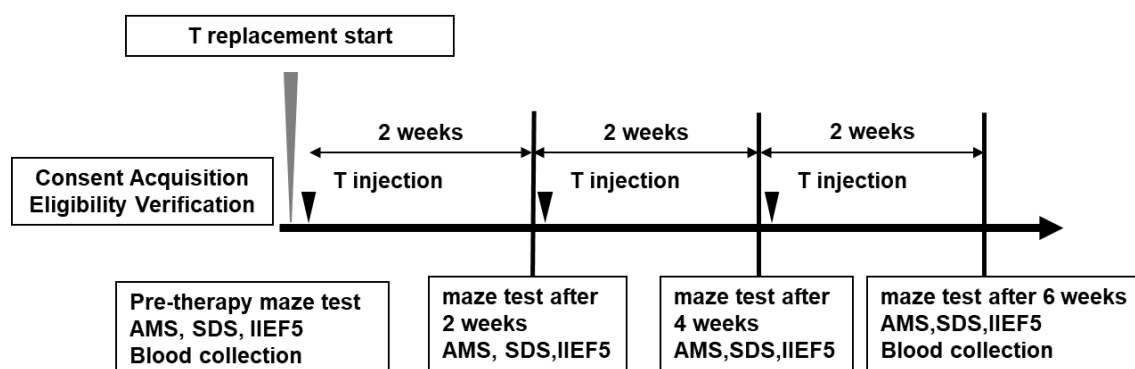 T replacement start
2 weeks
2 weeks
2 weeks
T injection
T injection
T injection
Consent Acquisition
Eligibility Verification
Pre-therapy maze test
AMS, SDS, IIEF5
Blood collection
maze test after
2 weeks
AMS, SDS,IIEF5
maze test after
4 weeks
AMS,SDS,IIEF5
maze test after 6 weeks
AMS,SDS,IIEF5
Blood collection